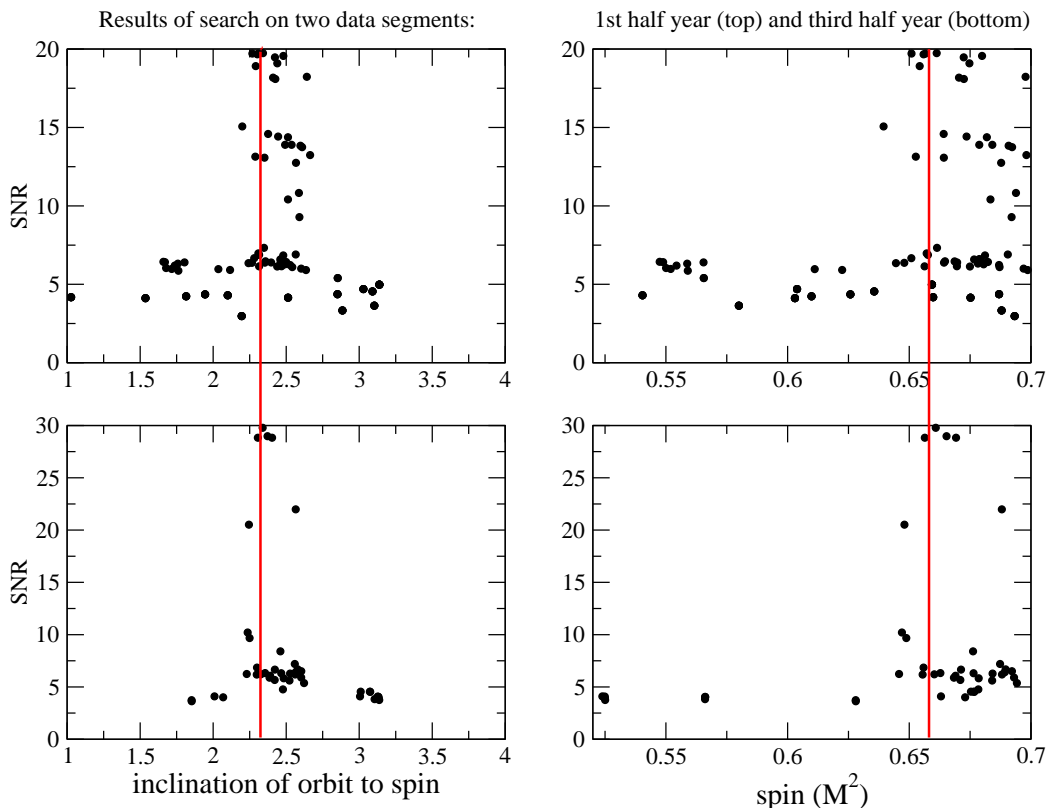 Results of search on two data segments:
1st half year (top) and third half year (bottom)
SNR
20
15
10
5
0
1 1.5 2 2.5 3 3.5 4
20
15
10
5
0
0.55 0.6 0.65 0.7
SNR
30
25
20
15
10
5
0
1 1.5 2 2.5 3 3.5 4
inclination of orbit to spin
30
25
20
15
10
5
0
0.55 0.6 0.65 0.7
spin (M^2)